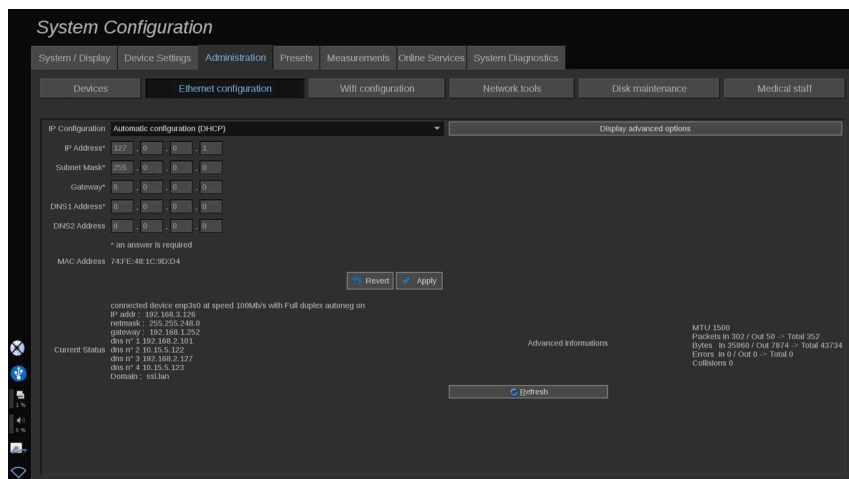 System Configuration
System / Display Device Settings Administration Presets Measurements Online Services System Diagnostics
Devices Ethernet configuration Wifi configuration Network tools Disk maintenance Medical staff
IP Configuration Automatic configuration (DHCP) Display advanced options
IP Address* 127 . 0 . 0 . 1
Subnet Mask* 255 . 0 . 0 . 0
Gateway* 0 . 0 . 0 . 0
DNS1 Address* 0 . 0 . 0 . 0
DNS2 Address 0 . 0 . 0 . 0
* an answer is required
MAC Address 74:FE:48:1C:9D:D4
Revert Apply
Current Status
connected device enp3s0 at speed 100Mb/s with Full duplex autoneg on
IP addr : 192.168.3.126
netmask : 255.255.248.0
gateway : 192.168.1.252
dns n° 1 192.168.2.101
dns n° 2 10.15.5.122
dns n° 3 192.168.2.127
dns n° 4 10.15.5.123
Domain : ssi.lan
Advanced Informations
MTU 1500
Packets In 302 / Out 50 -> Total 352
Bytes In 35860 / Out 7874 -> Total 43734
Errors In 0 / Out 0 -> Total 0
Collisions 0
Refresh
1 %
0 %